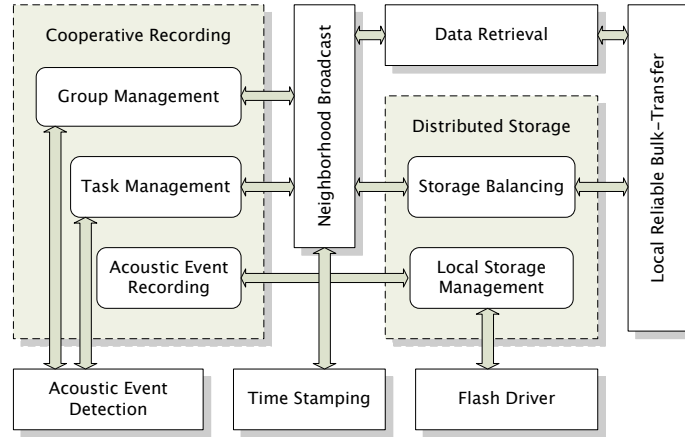 Cooperative Recording
Group Management
Task Management
Acoustic Event
Recording
Neighborhood Broadcast
Data Retrieval
Distributed Storage
Storage Balancing
Local Storage
Management
Local Reliable Bulk-Transfer
Acoustic Event
Detection
Time Stamping
Flash Driver